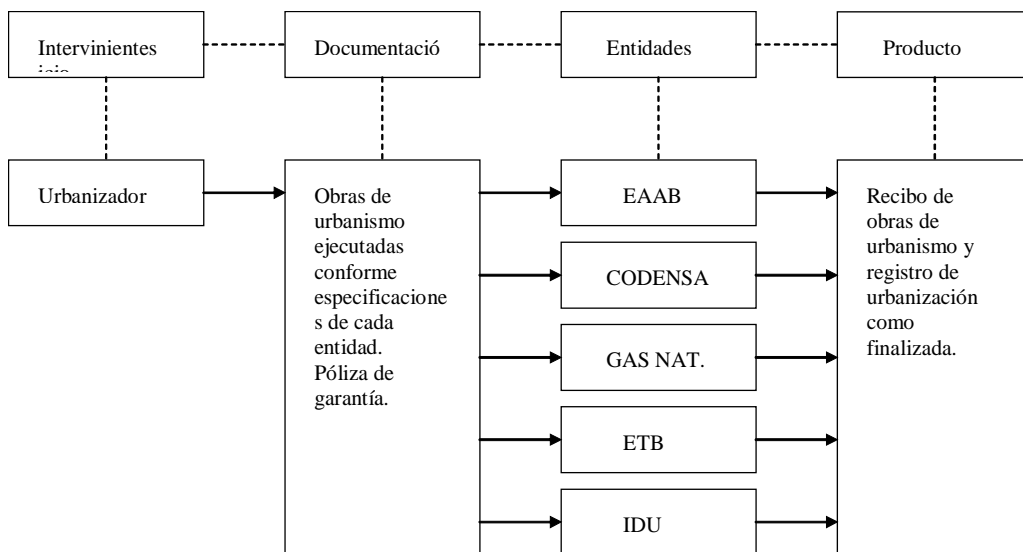 Intervinientes
Documentació
Entidades
Producto
Urbanizador
Obras de
urbanismo
ejecutadas
conforme
especificacione
s de cada
entidad.
Póliza de
garantía.
EAAB
CODENSA
GAS NAT.
ETB
IDU
Recibo de
obras de
urbanismo y
registro de
urbanización
como
finalizada.